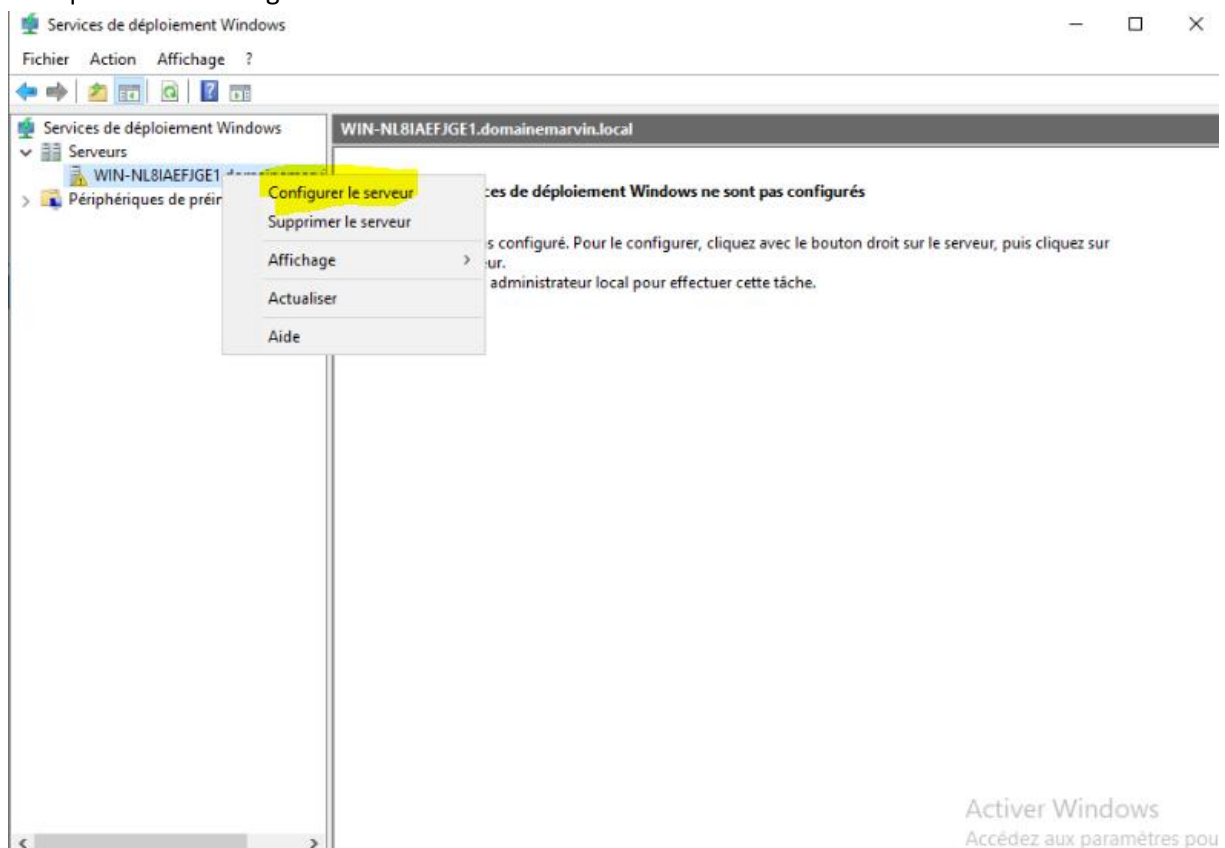 Services de déploiement Windows
Fichier Action Affichage ?
Services de déploiement Windows
Serveurs
WIN-NL8IAEFJGE1
Périphériques de préin
WIN-NL8IAEFJGE1.domainemarvin.local
Configurer le serveur
Supprimer le serveur
Affichage
Actualiser
Aide
de déploiement Windows ne sont pas configurés
configuré. Pour le configurer, cliquez avec le bouton droit sur le serveur, puis cliquez sur
administrateur local pour effectuer cette tâche.
Activer Windows
Accédez aux paramètres pou